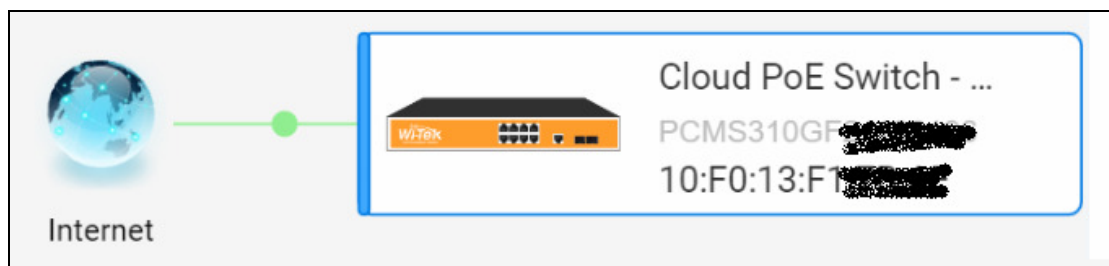 Cloud PoE Switch - ...
Wi-Tek
PCMS310GF
10:F0:13:F1
Internet